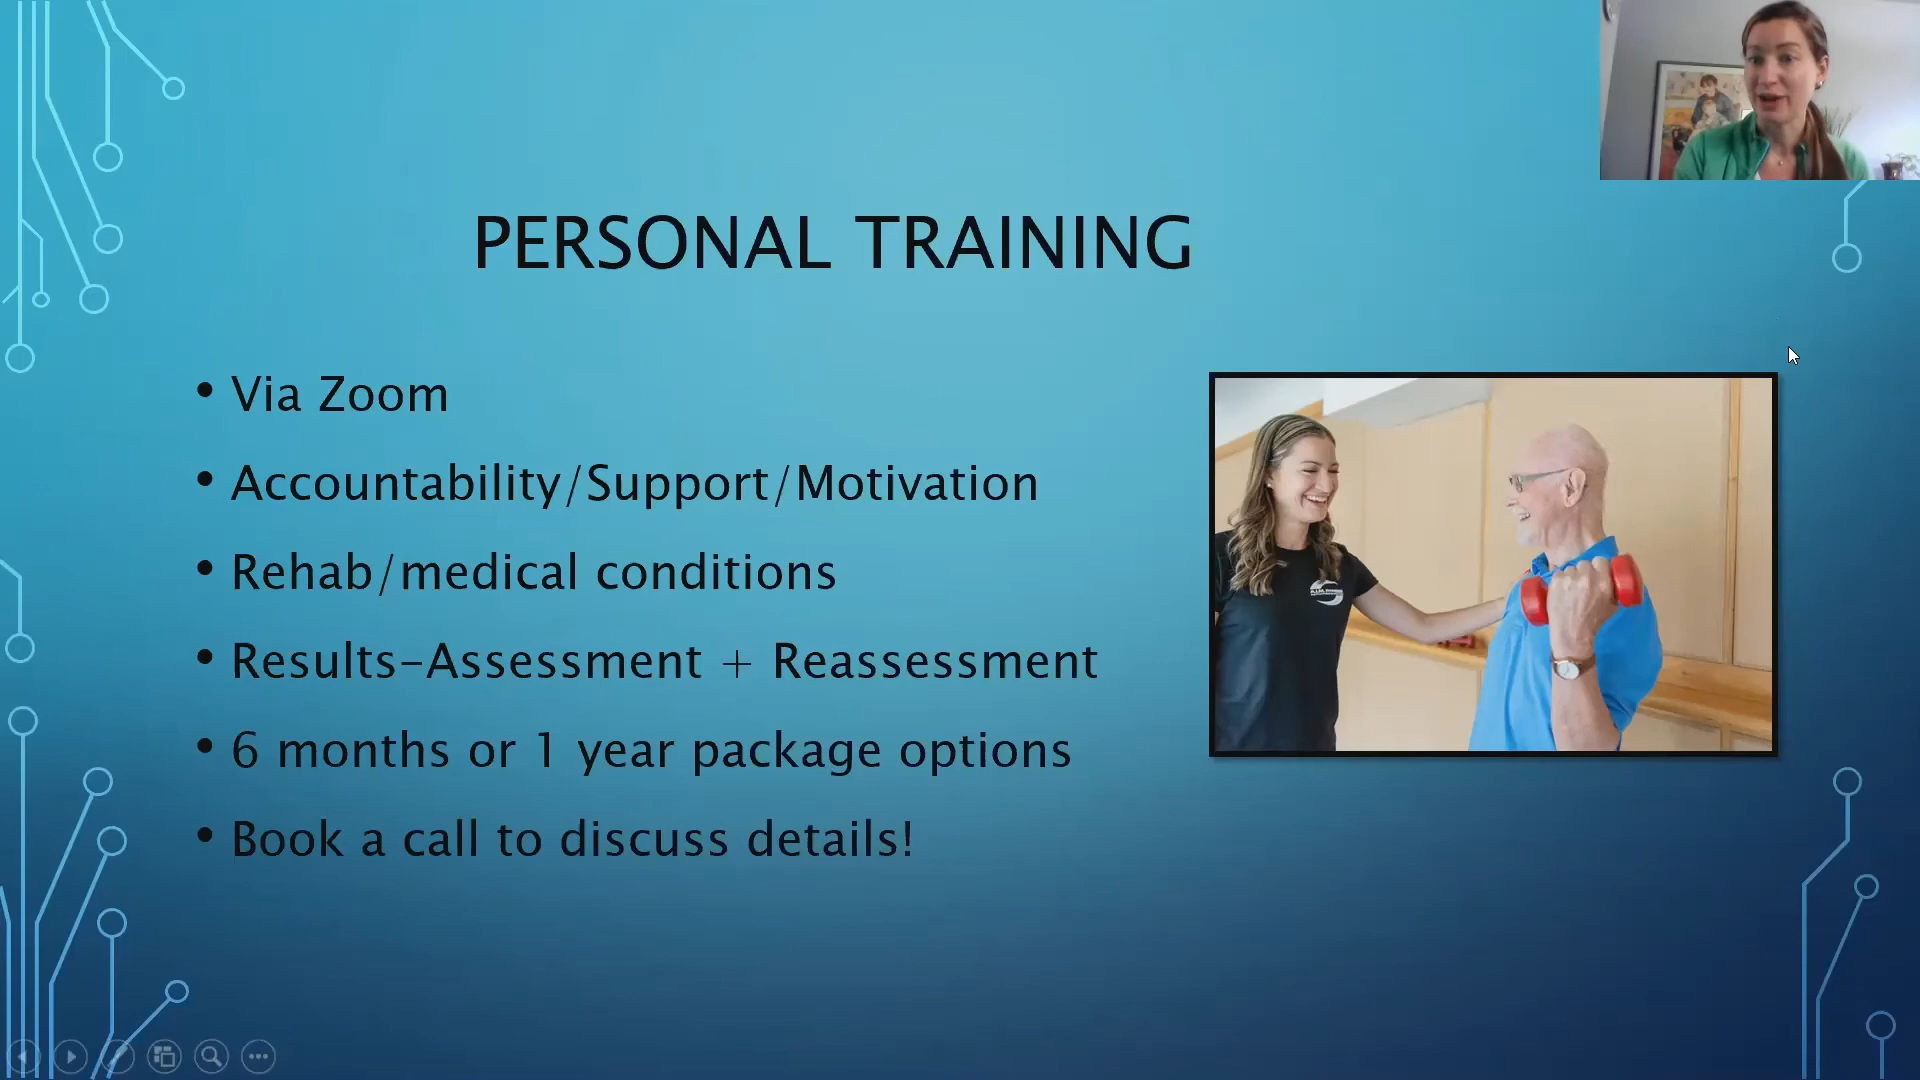 PERSONAL TRAINING
• Via Zoom
• Accountability/Support/Motivation
• Rehab/medical conditions
• Results-Assessment + Reassessment
• 6 months or 1 year package options
• Book a call to discuss details!